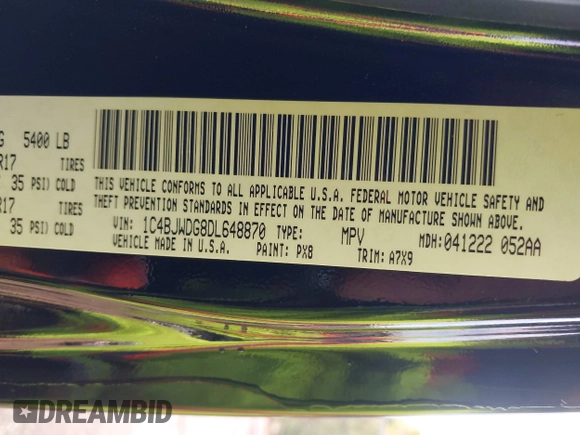 G 5400 LB
R17 TIRES
35 PSI) COLD
R17 TIRES
35 PSI) COLD
THIS VEHICLE CONFORMS TO ALL APPLICABLE U.S.A. FEDERAL MOTOR VEHICLE SAFETY AND
THEFT PREVENTION STANDARDS IN EFFECT ON THE DATE OF MANUFACTURE SHOWN ABOVE.
VIN: 1C4BJWDG8DL648870 TYPE: MPV MDH: 041222 052AA
VEHICLE MADE IN U.S.A. PAINT: PX8 TRIM: A7X9
DREAMBID